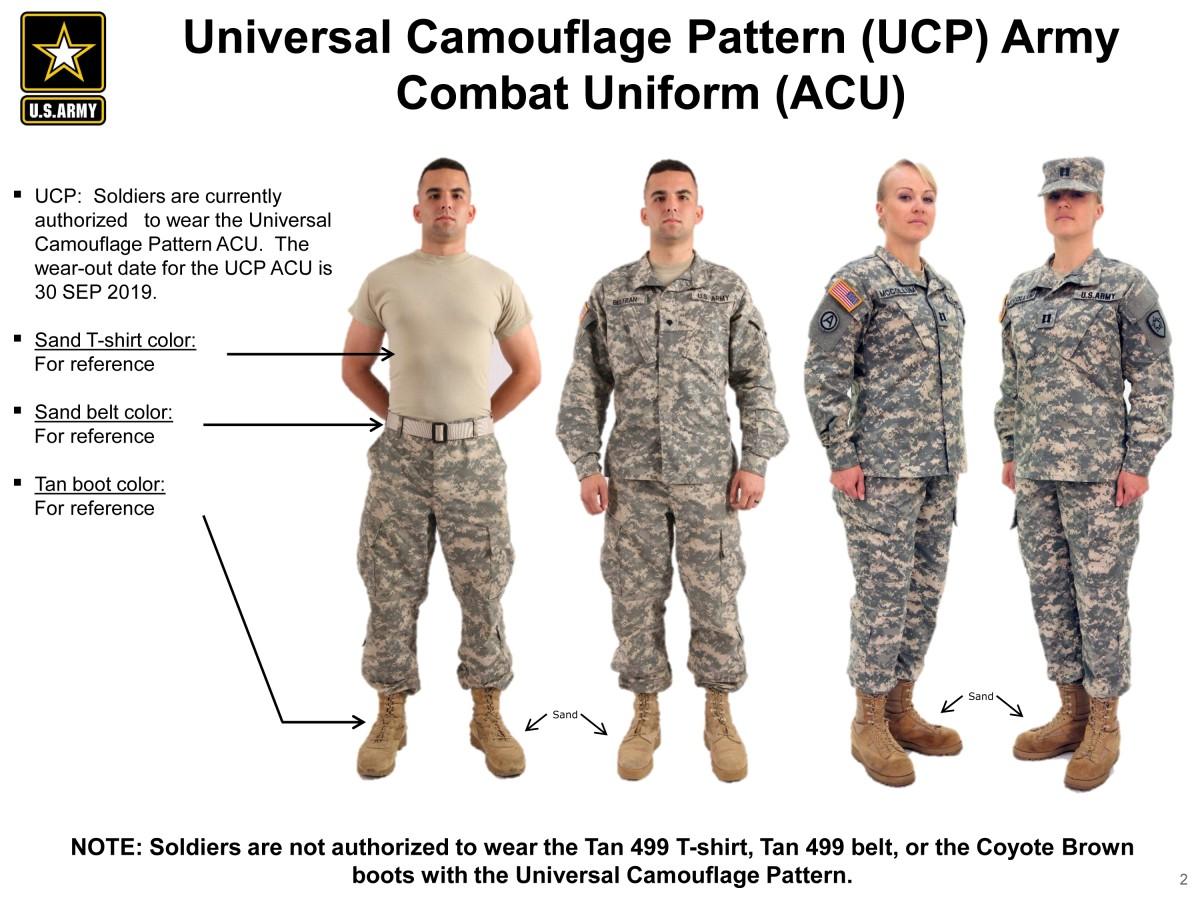 Universal Camouflage Pattern (UCP) Army
Combat Uniform (ACU)
U.S.ARMY
▪ UCP: Soldiers are currently
authorized to wear the Universal
Camouflage Pattern ACU. The
wear-out date for the UCP ACU is
30 SEP 2019.
▪ Sand T-shirt color:
For reference
▪ Sand belt color:
For reference
▪ Tan boot color:
For reference
BELTRAN
U.S. ARMY
MCCOLLUM
U.S.ARMY
Sand
Sand
NOTE: Soldiers are not authorized to wear the Tan 499 T-shirt, Tan 499 belt, or the Coyote Brown
boots with the Universal Camouflage Pattern.
2